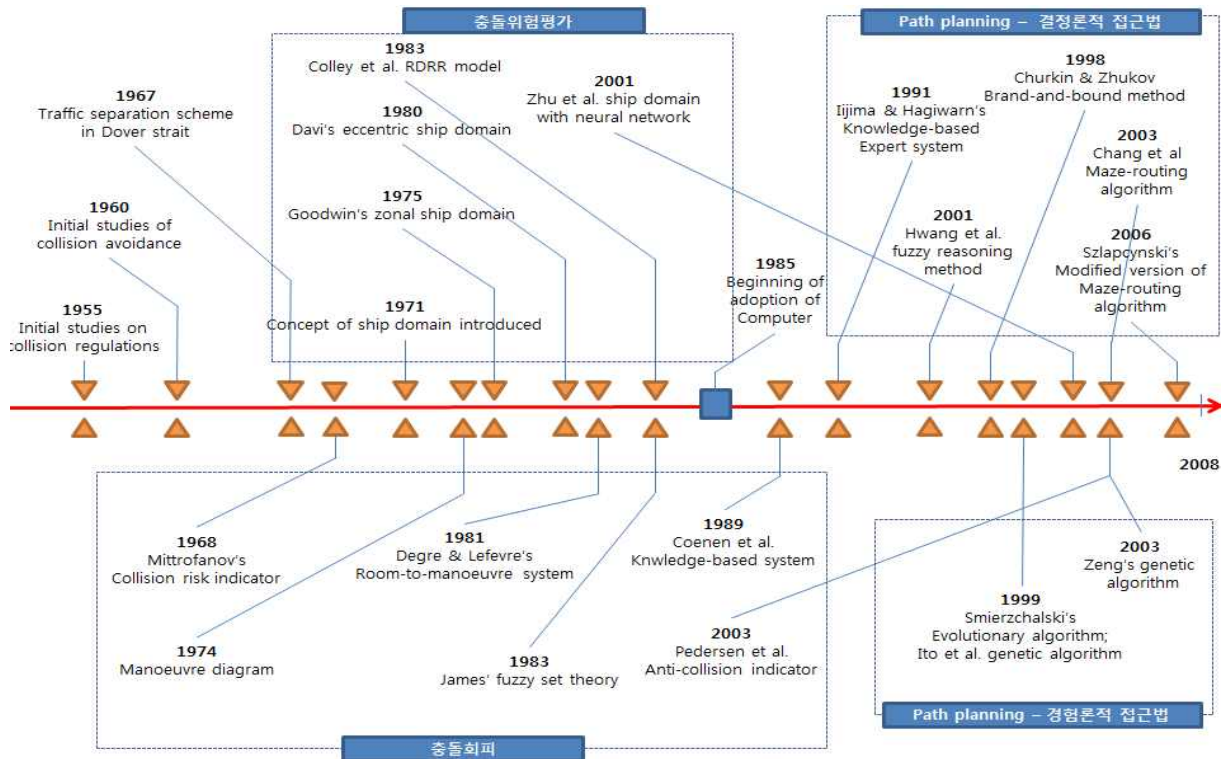 충돌위험평가
Path planning – 결정론적 접근법
1967
Traffic separation scheme
in Dover strait
1960
Initial studies of
collision avoidance
1955
Initial studies on
collision regulations
1983
Colley et al. RDRR model
1980
Davi's eccentric ship domain
1975
Goodwin's zonal ship domain
1971
Concept of ship domain introduced
2001
Zhu et al. ship domain
with neural network
1985
Beginning of
adoption of
Computer
1991
Iijima & Hagiwarn's
Knowledge-based
Expert system
2001
Hwang et al.
fuzzy reasoning
method
1998
Churkin & Zhukov
Brand-and-bound method
2003
Chang et al
Maze-routing
algorithm
2006
Szlapcynski's
Modified version of
Maze-routing
algorithm
2008
1968
Mittrofanov's
Collision risk indicator
1974
Manoeuvre diagram
1981
Degre & Lefevre's
Room-to-manoeuvre system
1983
James' fuzzy set theory
1989
Coenen et al.
Knwledge-based system
2003
Pedersen et al.
Anti-collision indicator
1999
Smierzchalski's
Evolutionary algorithm;
Ito et al. genetic algorithm
2003
Zeng's genetic
algorithm
Path planning – 경험론적 접근법
충돌회피